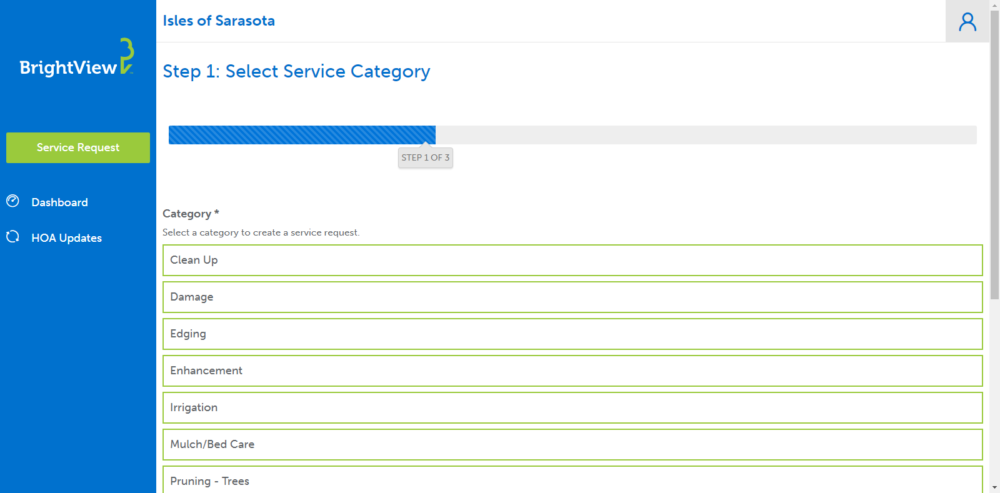 Isles of Sarasota
BrightView
Step 1: Select Service Category
Service Request
STEP 1 OF 3
Dashboard
HOA Updates
Category *
Select a category to create a service request.
Clean Up
Damage
Edging
Enhancement
Irrigation
Mulch/Bed Care
Pruning - Trees